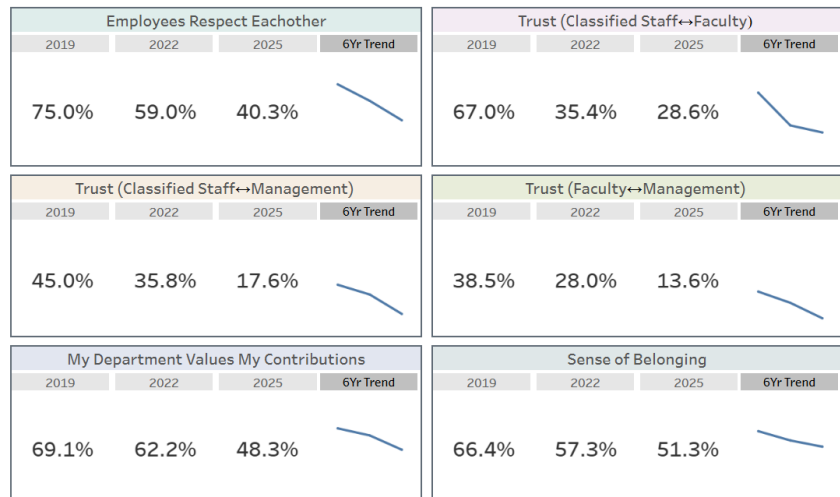 Employees Respect Eachother
2019 2022 2025 6Yr Trend
75.0% 59.0% 40.3%
Trust (Classified Staff↔Faculty)
2019 2022 2025 6Yr Trend
67.0% 35.4% 28.6%
Trust (Classified Staff↔Management)
2019 2022 2025 6Yr Trend
45.0% 35.8% 17.6%
Trust (Faculty↔Management)
2019 2022 2025 6Yr Trend
38.5% 28.0% 13.6%
My Department Values My Contributions
2019 2022 2025 6Yr Trend
69.1% 62.2% 48.3%
Sense of Belonging
2019 2022 2025 6Yr Trend
66.4% 57.3% 51.3%